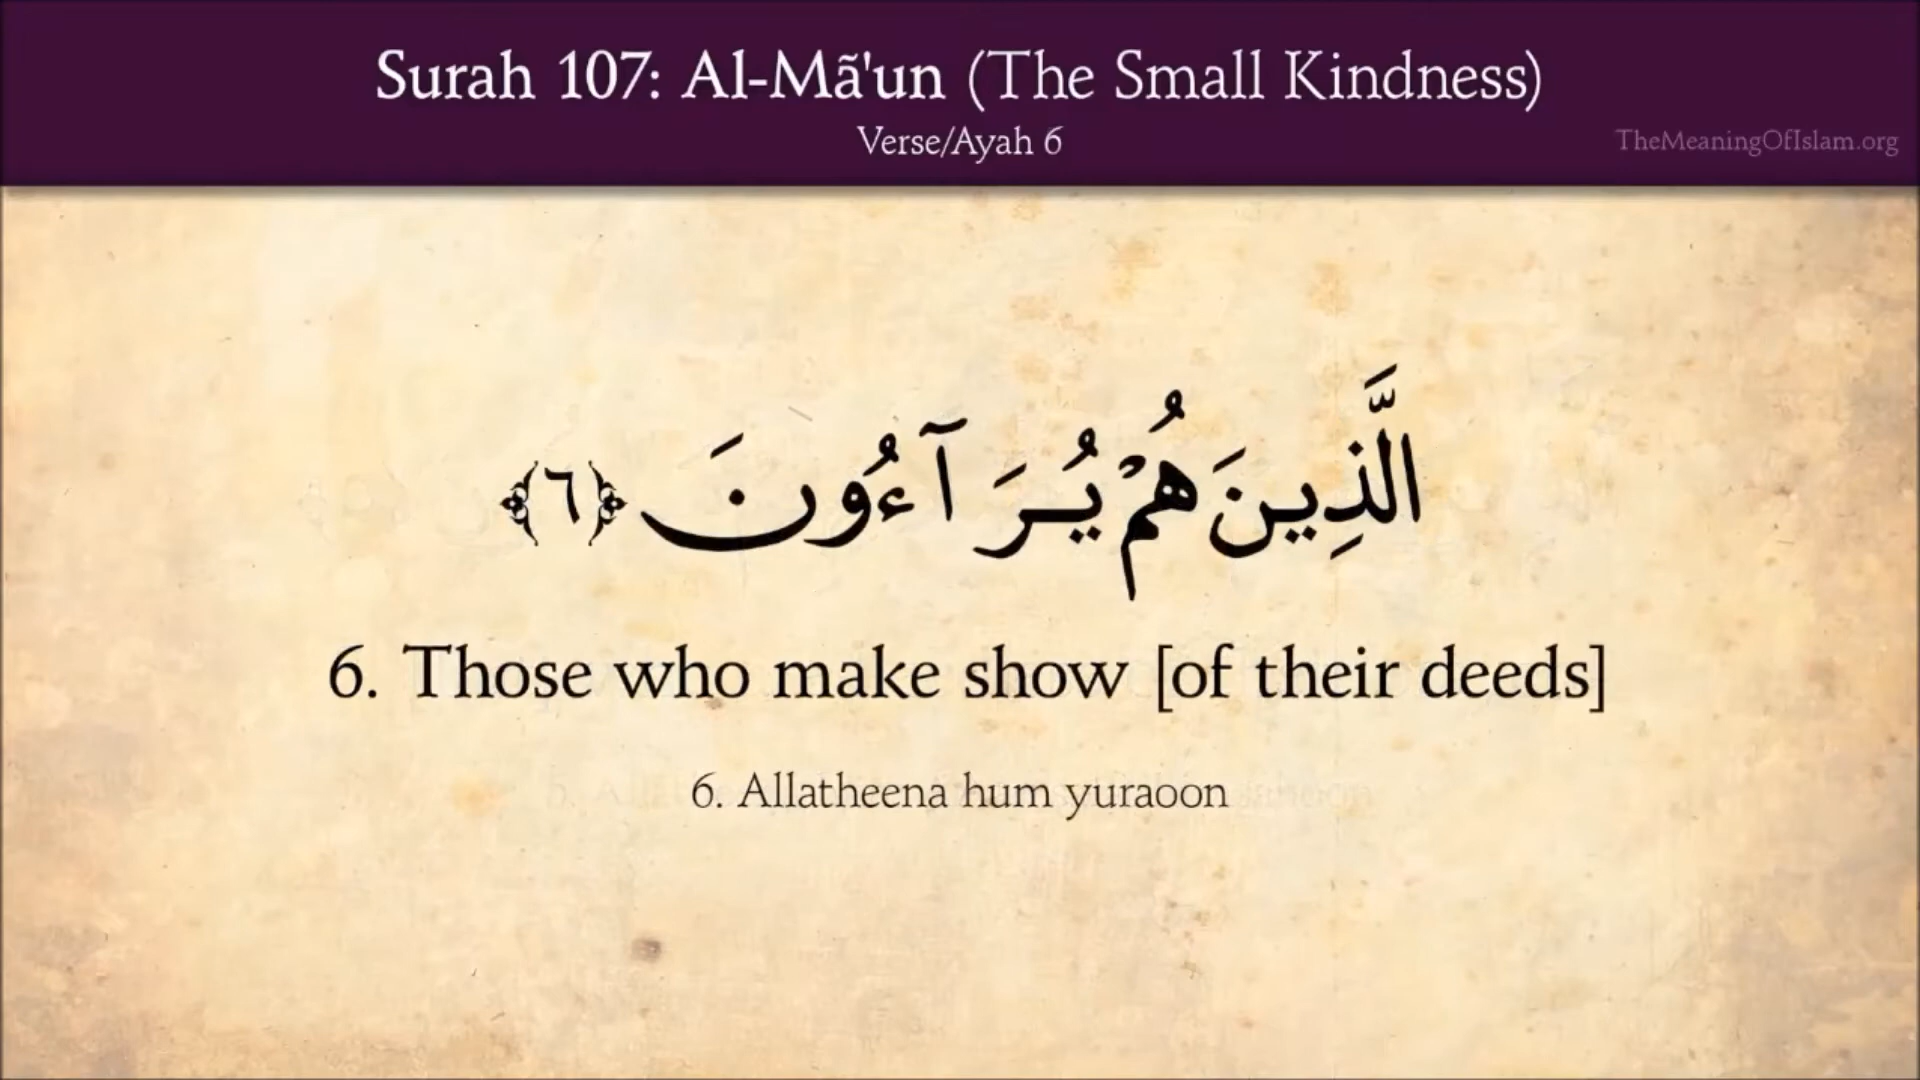 Surah 107: Al-Mã'un (The Small Kindness)
Verse/Ayah 6
TheMeaningOfIslam.org
الَّذِينَ هُمْ يُرَآءُونَ ﴿٦﴾
6. Those who make show [of their deeds]
6. Allatheena hum yuraoon